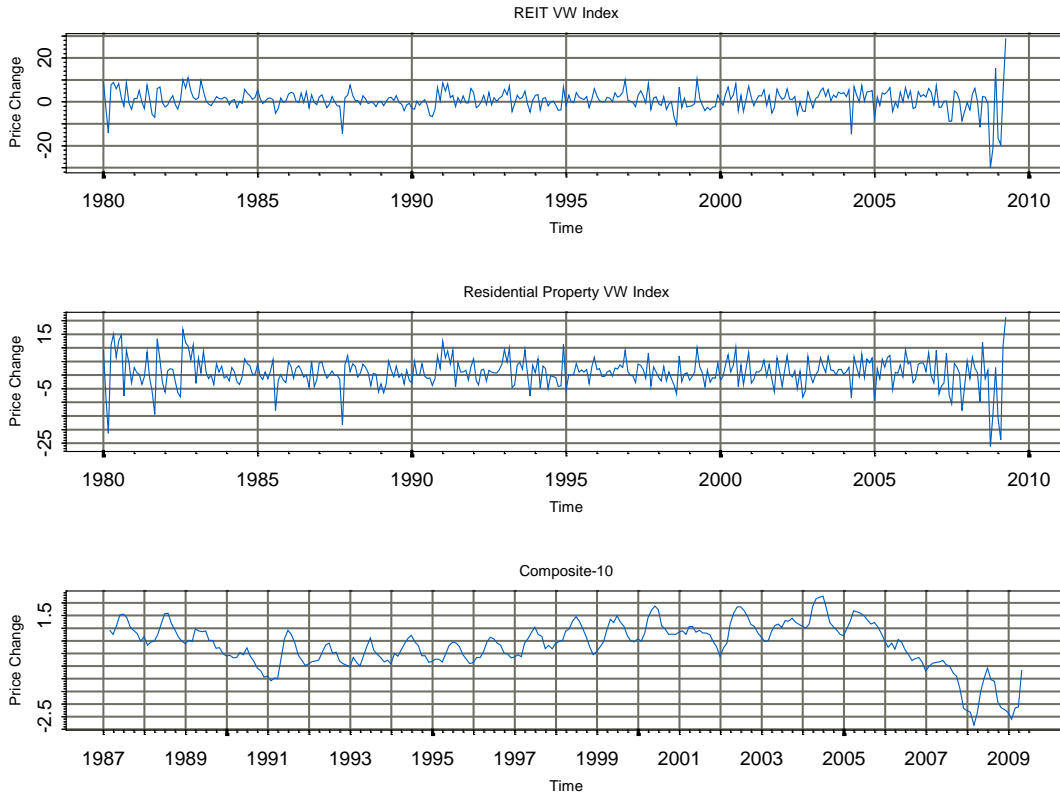 REIT VW Index
Price Change
20
0
-20
1980 1985 1990 1995 2000 2005 2010
Time
Residential Property VW Index
Price Change
15
-5
-25
1980 1985 1990 1995 2000 2005 2010
Time
Composite-10
Price Change
1.5
-2.5
1987 1989 1991 1993 1995 1997 1999 2001 2003 2005 2007 2009
Time